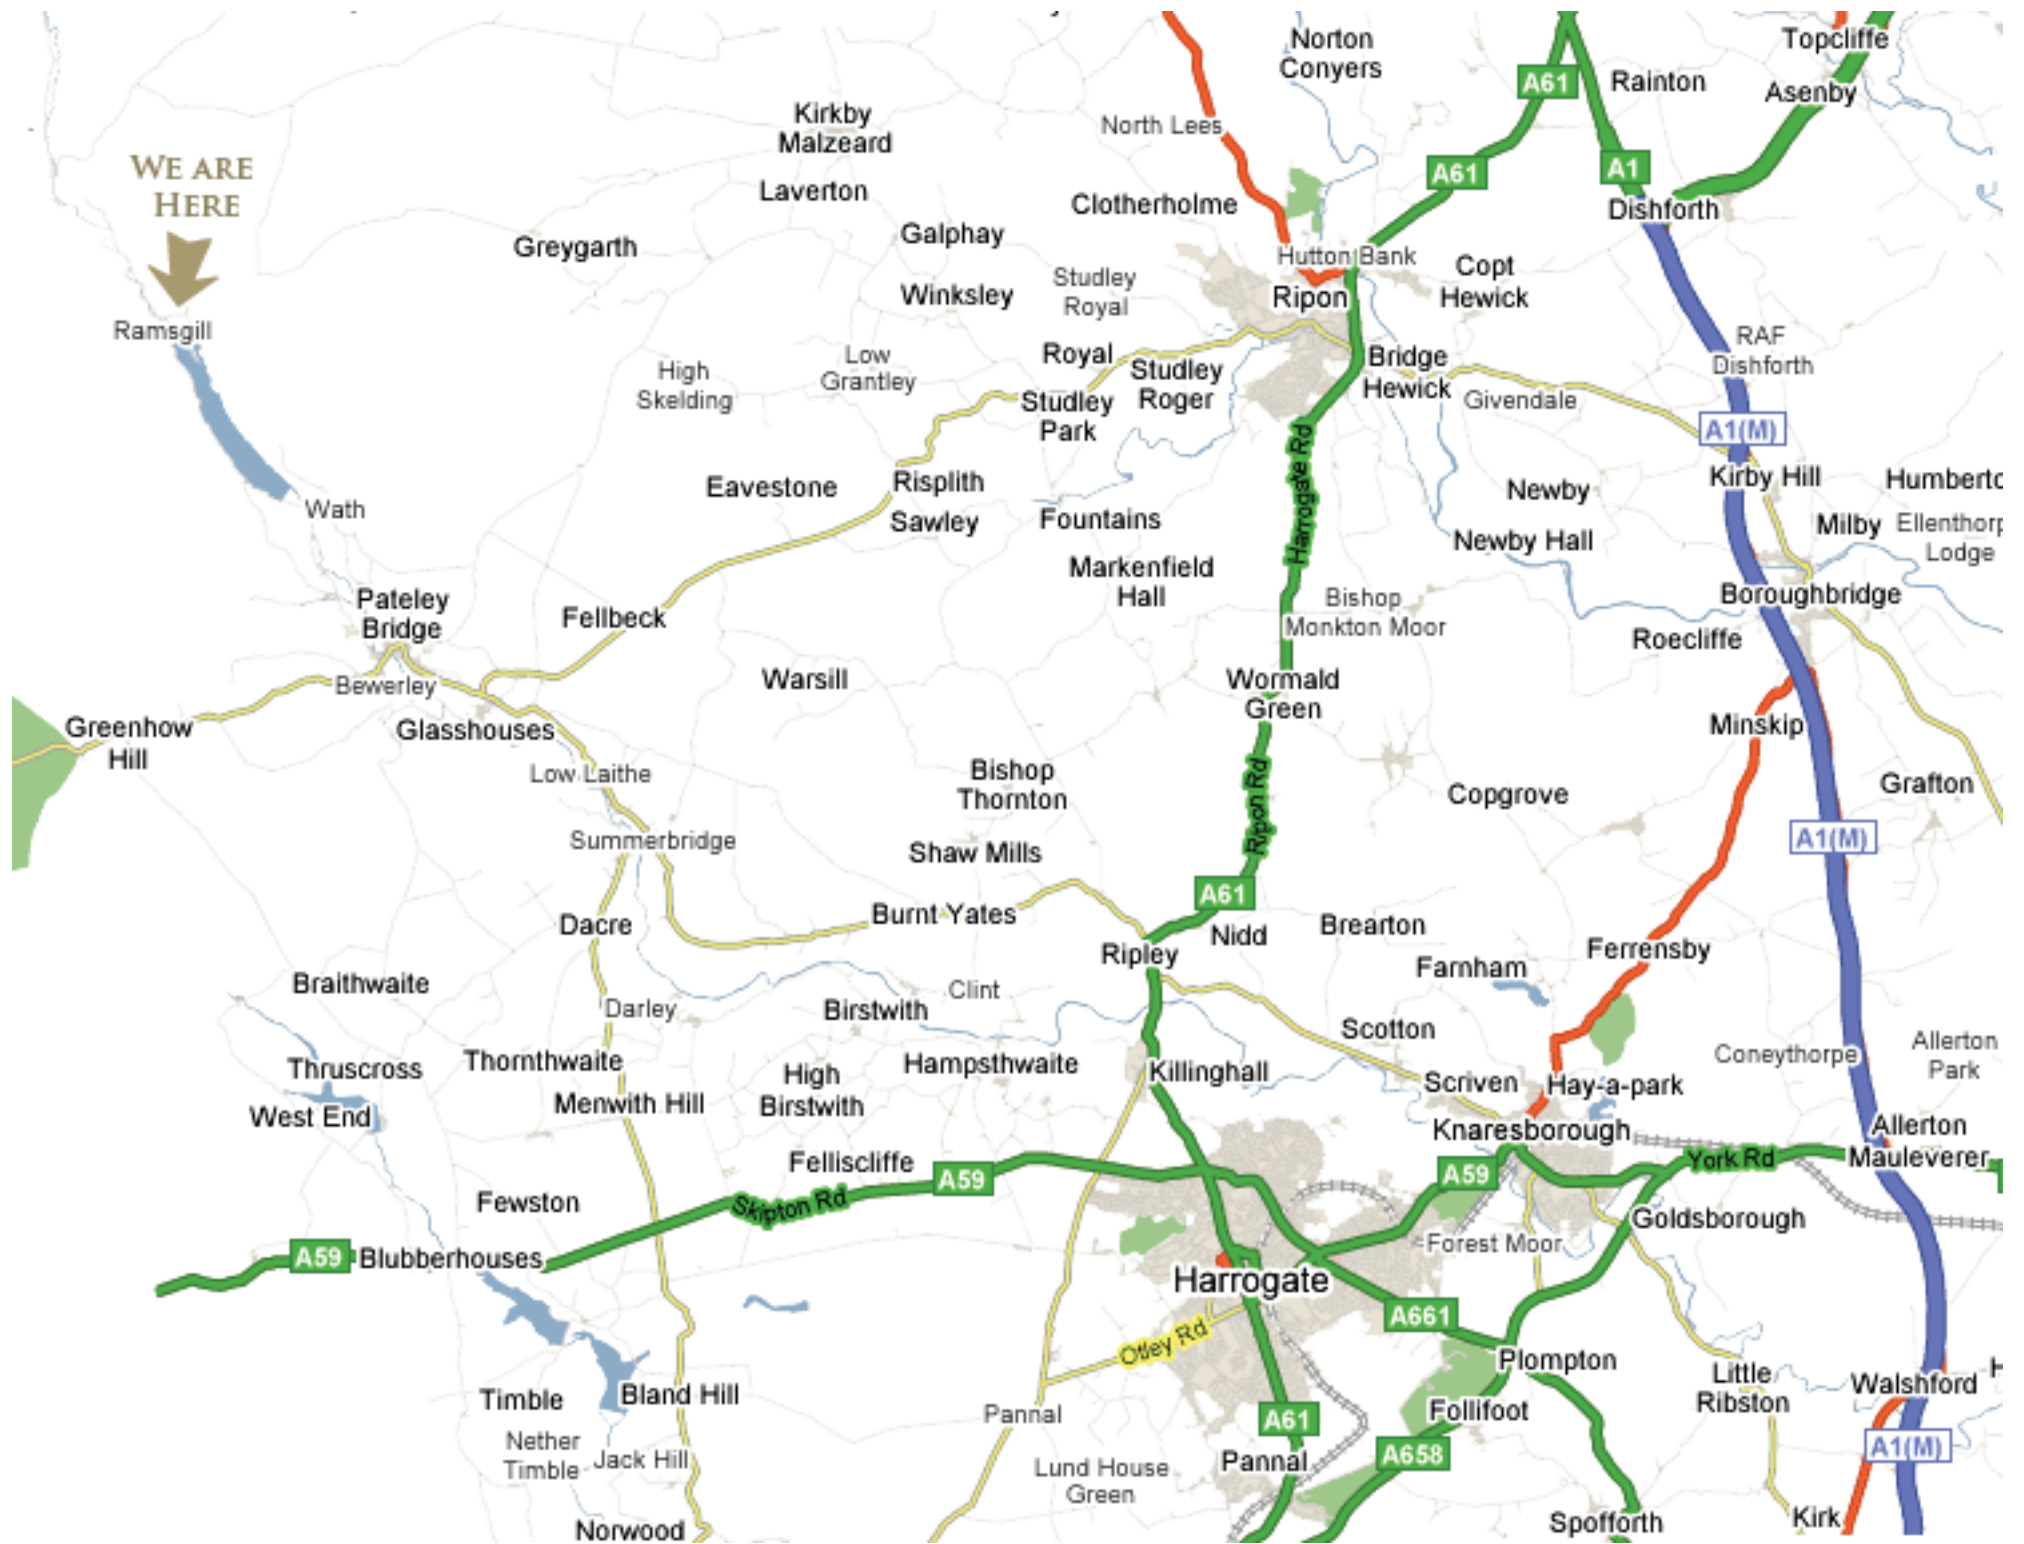 Norton
Conyers
Topcliffe
A61
Rainton
Asenby
Kirkby
Malzeard
North Lees
WE ARE
HERE
A61
A1
Laverton
Clotherholme
Dishforth
Greygarth
Galphay
Hutton Bank
Studley
Royal
Copt
Hewick
Winksley
Ripon
Ramsgill
RAF
Dishforth
Low
Grantley
Royal
Bridge
Hewick
High
Skelding
Studley
Roger
Studley
Park
Givendale
A1(M)
Harrogate Rd
Eavestone
Risplith
Kirby Hill
Newby
Wath
Sawley
Fountains
Milby
Ellenthorp
Lodge
Newby Hall
Markenfield
Hall
Pateley
Bridge
Fellbeck
Bishop
Monkton Moor
Boroughbridge
Roecliffe
Bewerley
Warsill
Wormald
Green
Greenhow
Hill
Glasshouses
Minskip
Low Laithe
Bishop
Thornton
Ripon Rd
Copgrove
Grafton
Summerbridge
Shaw Mills
A1(M)
A61
Dacre
Burnt Yates
Nidd
Brearton
Ripley
Ferrensby
Farnham
Braithwaite
Darley
Clint
Birstwith
Scotton
Thruscross
Thornthwaite
High
Birstwith
Hampsthwaite
Killinghall
Coneythorpe
Allerton
Park
Scriven
Hay-a-park
West End
Menwith Hill
Knaresborough
Allerton
Mauleverer
Felliscliffe
A59
A59
York Rd
Fewston
Skipton Rd
Goldsborough
A59
Blubberhouses
Forest Moor
Harrogate
A661
Otley Rd
Plompton
Timble
Bland Hill
Little
Ribston
Walshford
H
Pannal
Follifoot
A61
Nether
Timble
Jack Hill
Lund House
Green
Pannal
A658
A1(M)
Norwood
Spofforth
Kirk